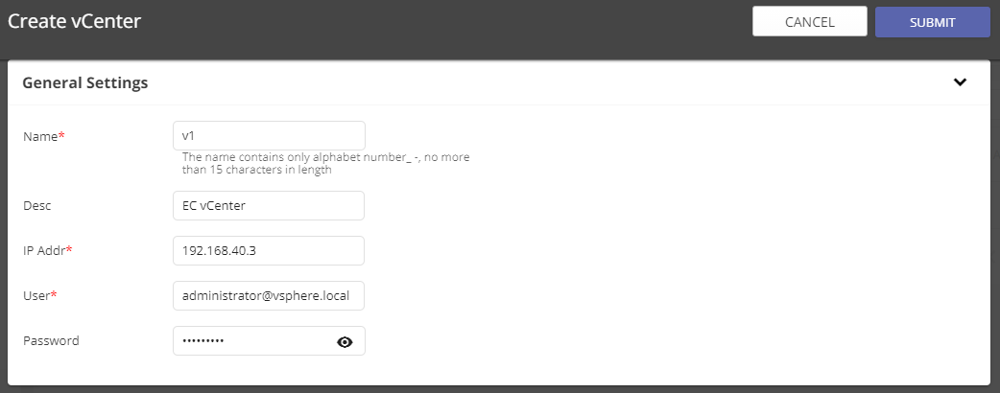 Create vCenter
CANCEL
SUBMIT
General Settings
Name*
v1
The name contains only alphabet number_ -, no more
than 15 characters in length
Desc
EC vCenter
IP Addr*
192.168.40.3
User*
administrator@vsphere.local
Password
•••••••••